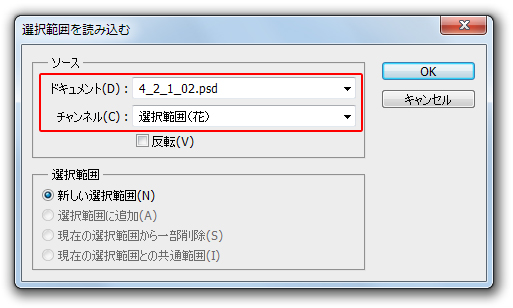 選択範囲を読み込む
ソース
ドキュメント(D)： 4_2_1_02.psd
チャンネル(C)： 選択範囲(花)
反転(V)
選択範囲
新しい選択範囲(N)
選択範囲に追加(A)
現在の選択範囲から一部削除(S)
現在の選択範囲との共通範囲(I)
OK
キャンセル